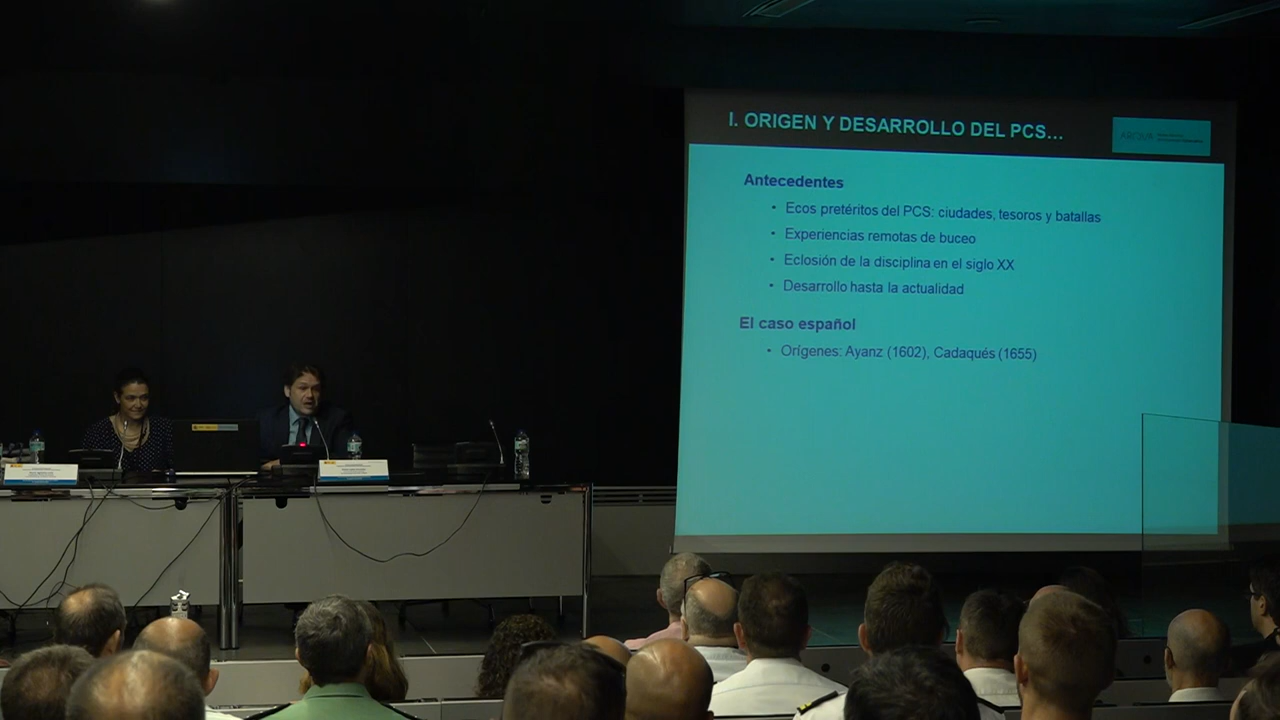 I. ORIGEN Y DESARROLLO DEL PCS...
Antecedentes
• Ecos pretéritos del PCS: ciudades, tesoros y batallas
• Experiencias remotas de buceo
• Eclosión de la disciplina en el siglo XX
• Desarrollo hasta la actualidad
El caso español
• Orígenes: Ayanz (1602), Cadaqués (1655)